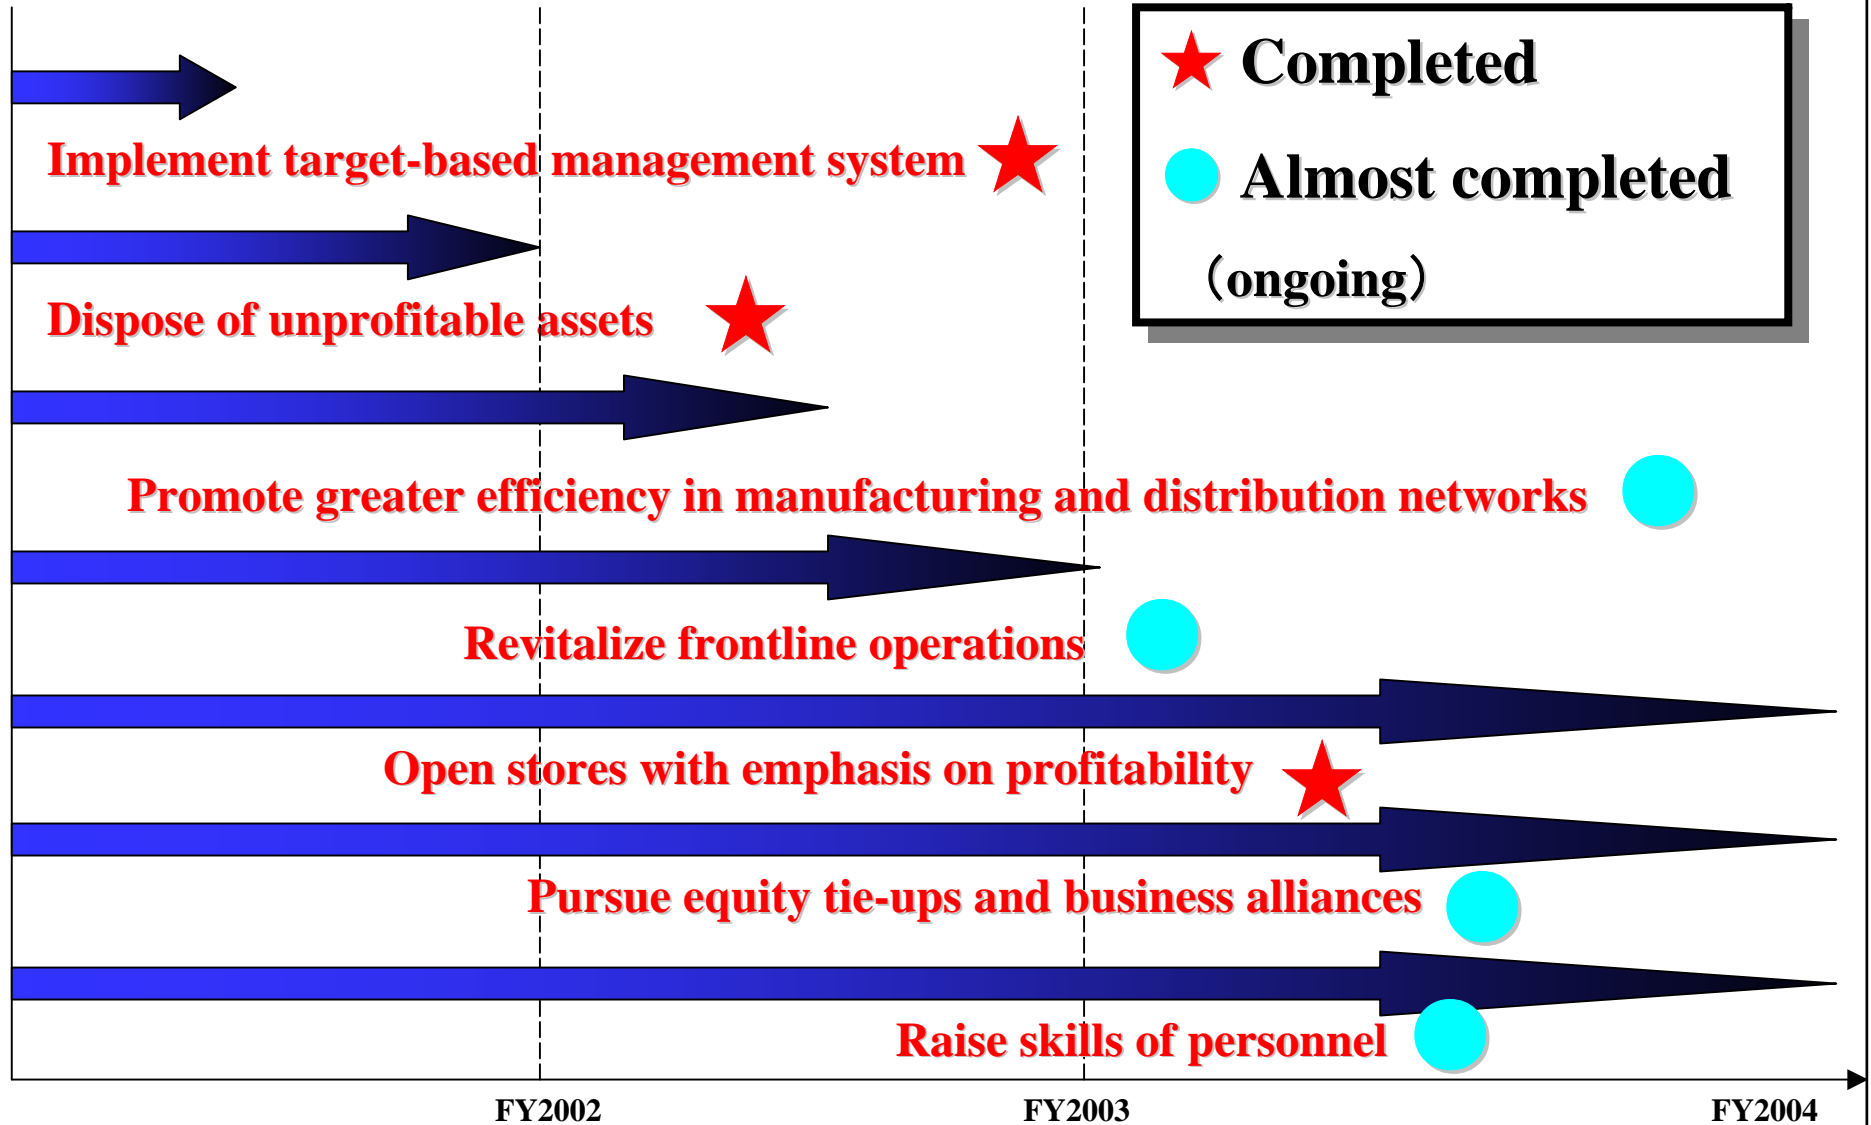 Completed
Almost completed
（ongoing）
Implement target-based management system
Dispose of unprofitable assets
Promote greater efficiency in manufacturing and distribution networks
Revitalize frontline operations
Open stores with emphasis on profitability
Pursue equity tie-ups and business alliances
Raise skills of personnel
FY2002
FY2003
FY2004